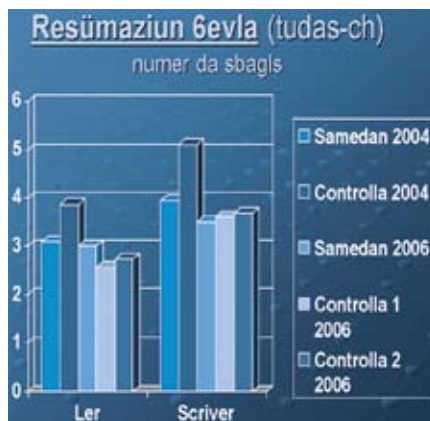 Resümaziun 6evla (tudas-ch)
numer da sbagls
6
5
4
3
2
1
0
Ler
Scriver
Samedan 2004
Controlla 2004
Samedan 2006
Controlla 1
2006
Controlla 2
2006